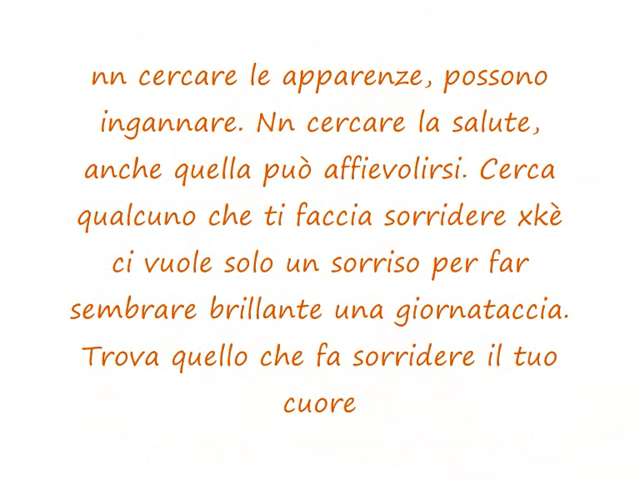 nn cercare le apparenze, possono
ingannare. Nn cercare la salute,
anche quella può affievolirsi. Cerca
qualcuno che ti faccia sorridere xkè
ci vuole solo un sorriso per far
sembrare brillante una giornataccia.
Trova quello che fa sorridere il tuo
cuore